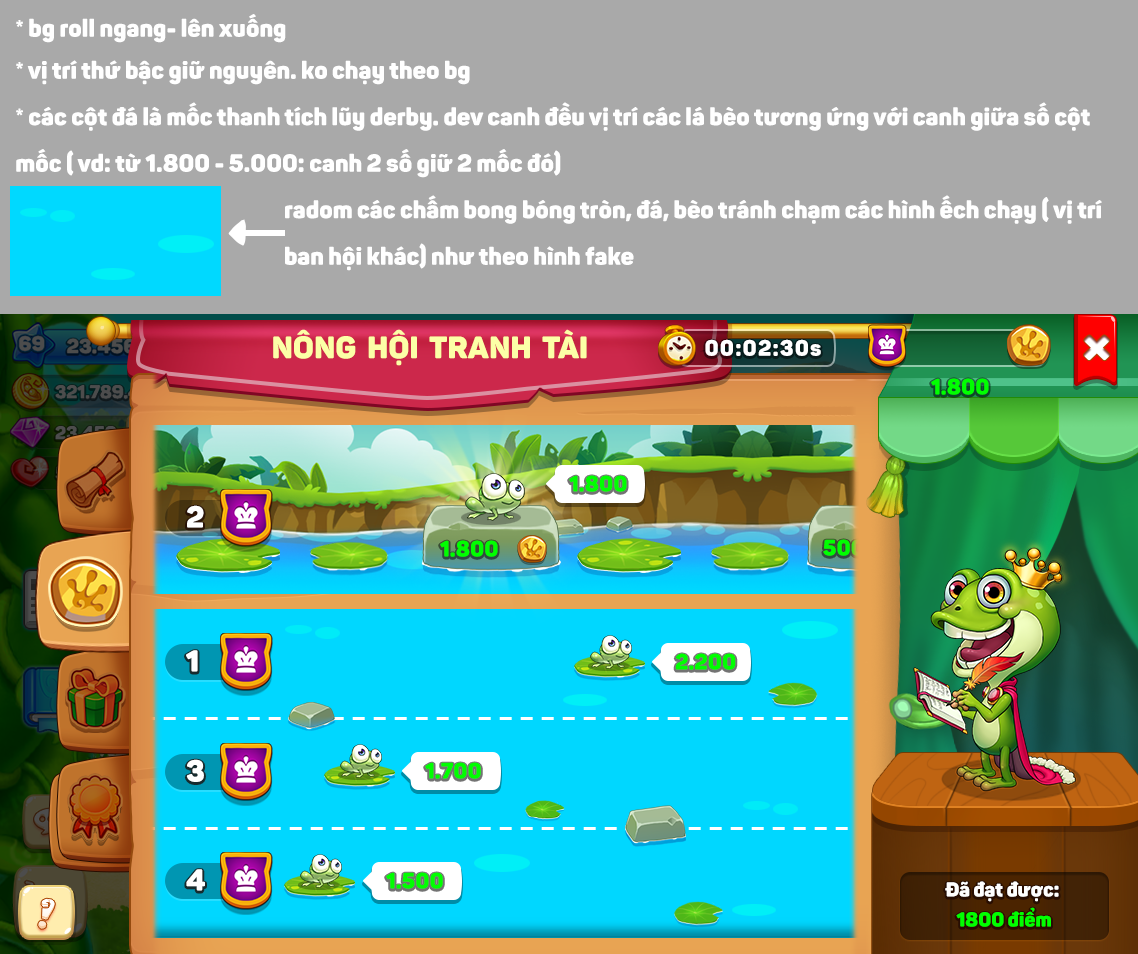 * bg roll ngang- lên xuống
* vị trí thứ bậc giữ nguyên. ko chạy theo bg
* các cột đá là mốc thanh tích lũy derby. dev canh đều vị trí các lá bèo tương ứng với canh giữa số cột
mốc ( vd: từ 1.800 - 5.000: canh 2 số giữ 2 mốc đó)
radom các chấm bong bóng tròn, đá, bèo tránh chạm các hình ếch chạy ( vị trí
ban hội khác) như theo hình fake
69
23.456
NÔNG HỘI TRANH TÀI
00:02:30s
1.800
321.789.
23.456
1.800
2
1.800
500
1
2.200
3
1.700
4
1.500
Đã đạt được:
1800 điểm